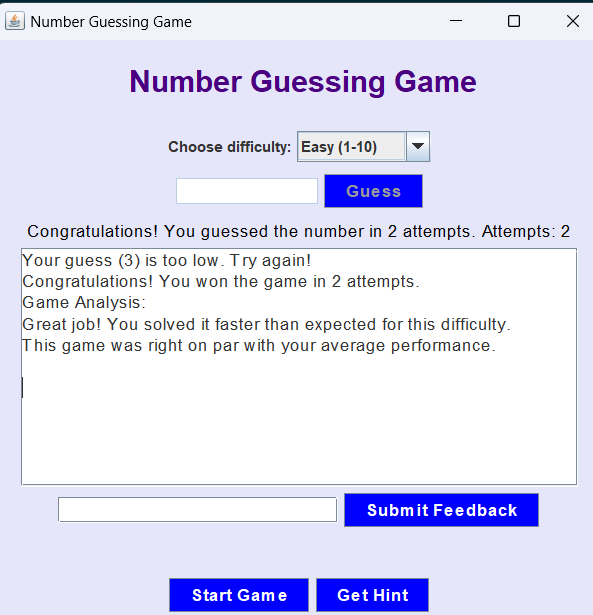 Number Guessing Game
Number Guessing Game
Choose difficulty: Easy (1-10)
Guess
Congratulations! You guessed the number in 2 attempts. Attempts: 2
Your guess (3) is too low. Try again!
Congratulations! You won the game in 2 attempts.
Game Analysis:
Great job! You solved it faster than expected for this difficulty.
This game was right on par with your average performance.
Submit Feedback
Start Game Get Hint